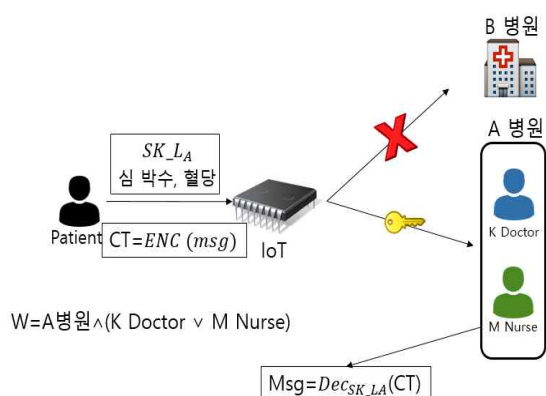 B 병원
A 병원
SK_L_A
심 박수, 혈당
Patient
CT=ENC (msg)
IoT
K Doctor
M Nurse
W=A병원∧(K Doctor ∨ M Nurse)
Msg=Dec_SK_LA(CT)